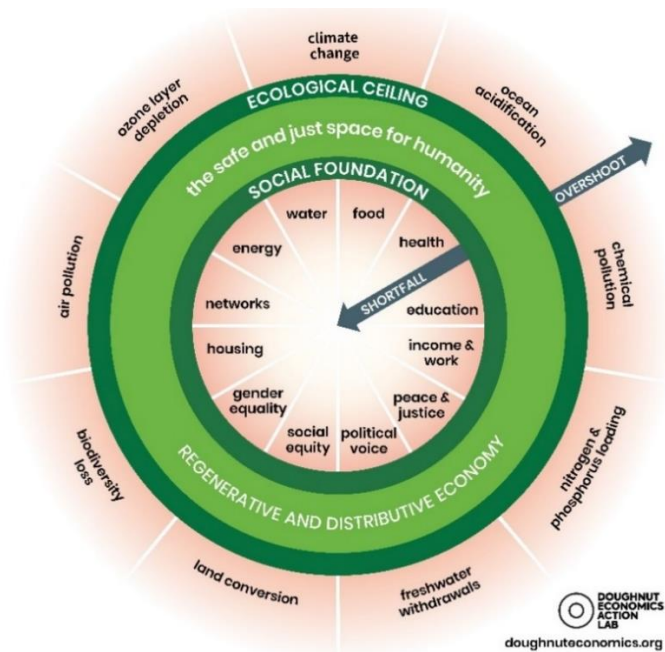 climate
change
ocean
acidification
chemical
pollution
nitrogen &
phosphorus loading
freshwater
withdrawals
land conversion
biodiversity
loss
air pollution
ozone layer
depletion
ECOLOGICAL CEILING
the safe and just space for humanity
SOCIAL FOUNDATION
OVERSHOOT
SHORTFALL
water
food
health
education
income &
work
peace &
justice
political
voice
social
equity
gender
equality
housing
networks
energy
REGENERATIVE AND DISTRIBUTIVE ECONOMY
DOUGHNUT
ECONOMICS
ACTION
LAB
doughnuteconomics.org